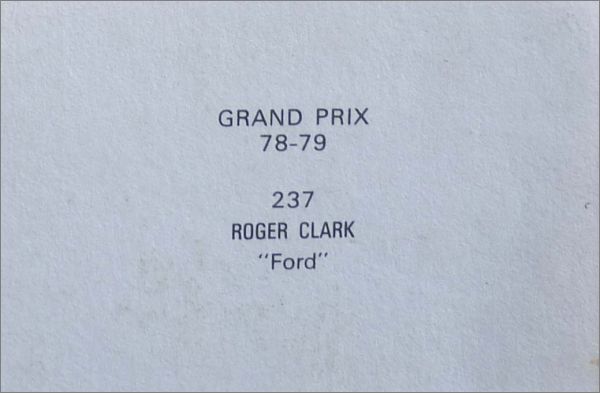 GRAND PRIX
78-79
237
ROGER CLARK
"Ford"